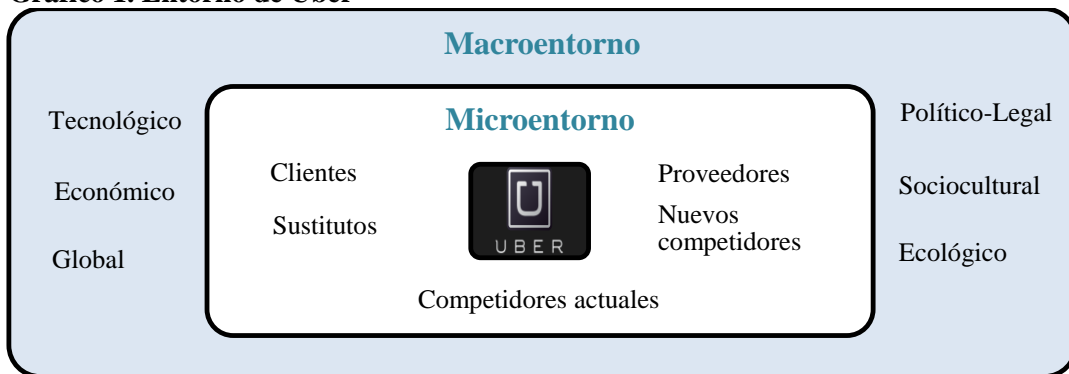 Gráfico 1. Entorno de Uber
Macroentorno
Tecnológico
Económico
Global
Microentorno
Clientes
Sustitutos
UBER
Proveedores
Nuevos
competidores
Competidores actuales
Político-Legal
Sociocultural
Ecológico